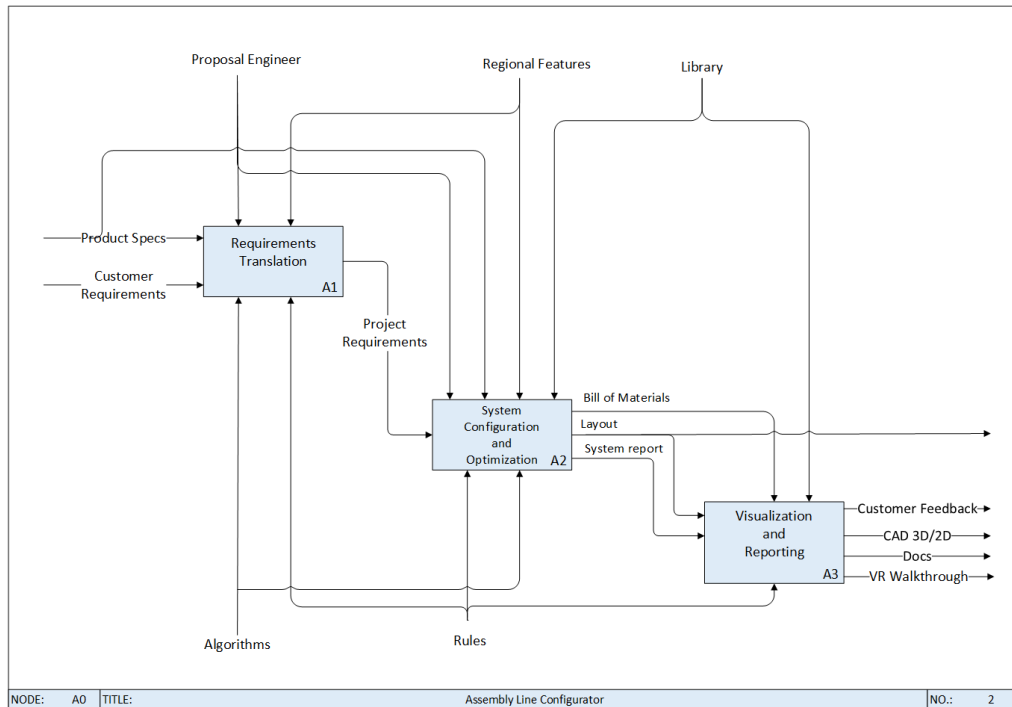 Proposal Engineer
Regional Features
Library
Product Specs
Customer
Requirements
Requirements
Translation
A1
Project
Requirements
System
Configuration
and
Optimization
A2
Bill of Materials
Layout
System report
Visualization
and
Reporting
A3
Customer Feedback
CAD 3D/2D
Docs
VR Walkthrough
Algorithms
Rules
NODE: A0 TITLE: Assembly Line Configurator NO.: 2